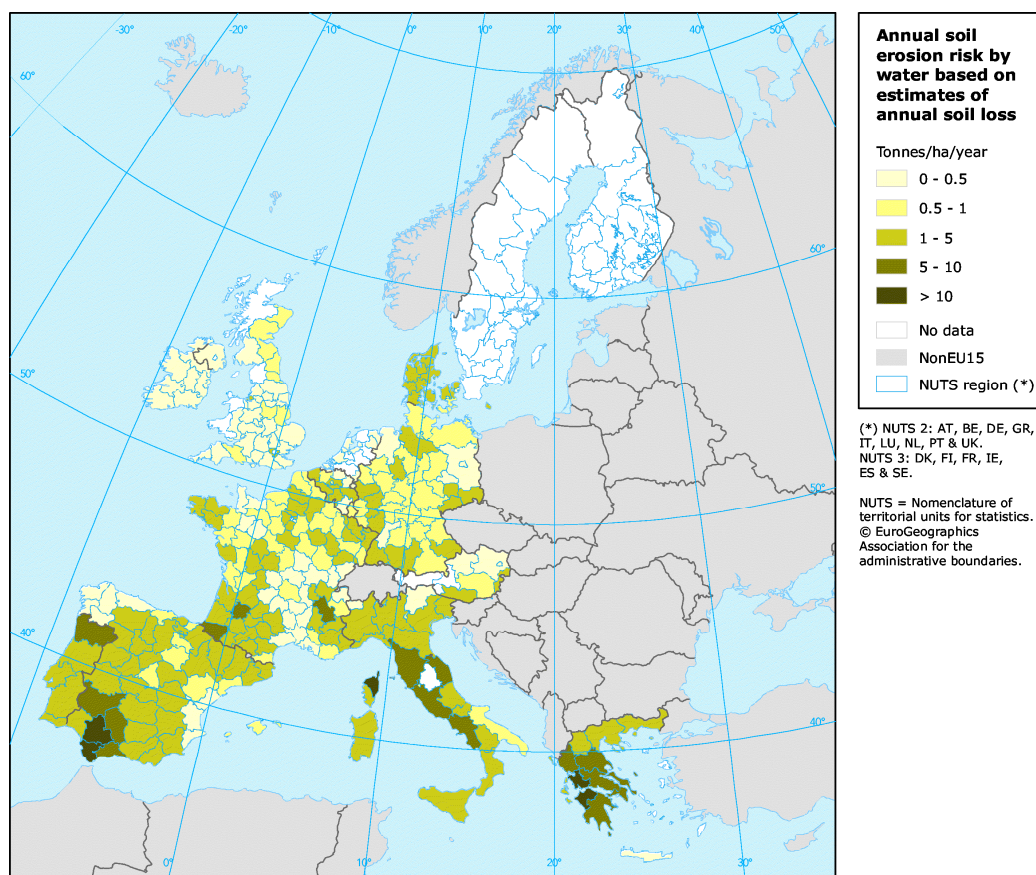 -30°
-20°
-10°
0°
10°
20°
30°
40°
50°
60°
60°
50°
50°
40°
40°
0°
10°
20°
30°
Annual soil
erosion risk by
water based on
estimates of
annual soil loss
Tonnes/ha/year
0 - 0.5
0.5 - 1
1 - 5
5 - 10
> 10
No data
NonEU15
NUTS region (*)
(*) NUTS 2: AT, BE, DE, GR,
IT, LU, NL, PT & UK.
NUTS 3: DK, FI, FR, IE,
ES & SE.
NUTS = Nomenclature of
territorial units for statistics.
© EuroGeographics
Association for the
administrative boundaries.